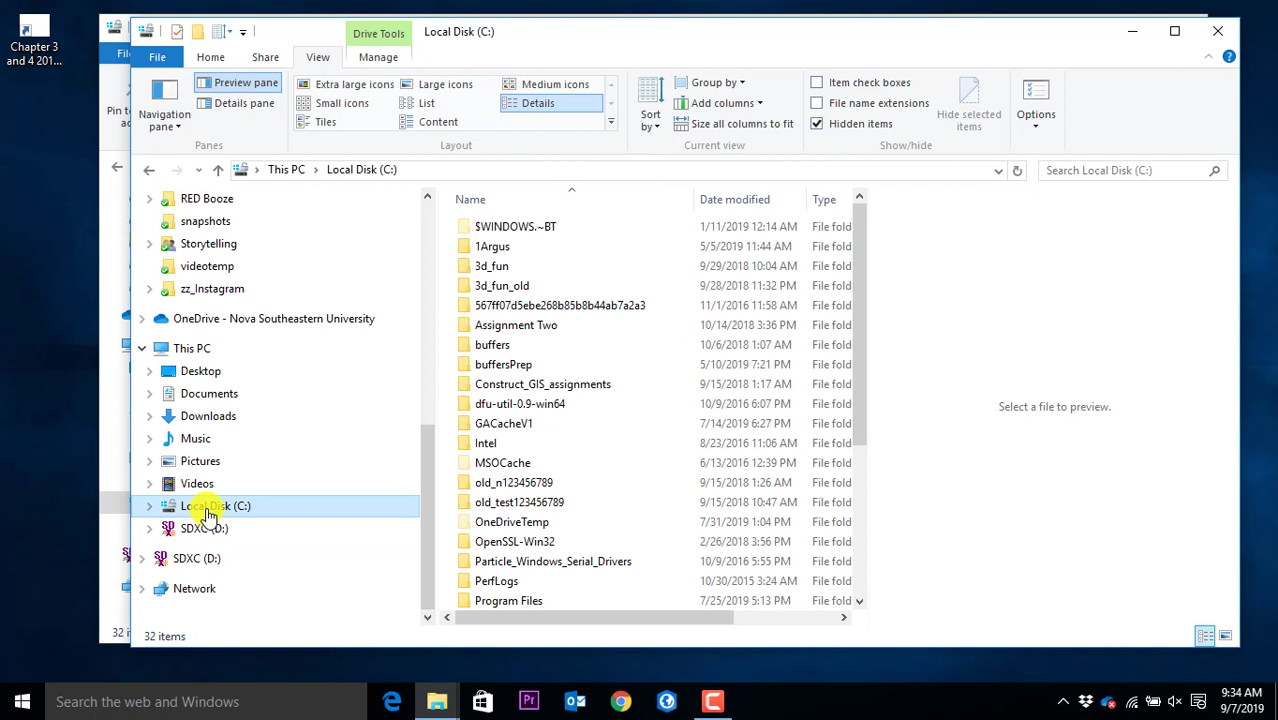 Chapter 3
and 4 201...
Drive Tools
Local Disk (C:)
File
Home
Share
View
Manage
Navigation
pane
Preview pane
Details pane
Panes
Extra large icons
Large icons
Medium icons
Small icons
List
Details
Tiles
Content
Layout
Sort
by
Group by
Add columns
Size all columns to fit
Current view
Item check boxes
File name extensions
Hidden items
Hide selected
items
Show/hide
Options
This PC
Local Disk (C:)
Search Local Disk (C:)
RED Booze
snapshots
Storytelling
videotemp
zz_Instagram
OneDrive - Nova Southeastern University
This PC
Desktop
Documents
Downloads
Music
Pictures
Videos
Local Disk (C:)
SDXC (D:)
SDXC (D:)
Network
Name Date modified Type
$WINDOWS.~BT 1/11/2019 12:14 AM File fold
1Argus 5/5/2019 11:44 AM File fold
3d_fun 9/29/2018 10:04 AM File fold
3d_fun_old 9/28/2018 11:32 PM File fold
567ff07d5ebe268b85b8b44ab7a2a3 11/1/2016 11:58 AM File fold
Assignment Two 10/14/2018 3:36 PM File fold
buffers 10/6/2018 1:07 AM File fold
buffersPrep 5/10/2019 7:21 PM File fold
Construct_GIS_assignments 9/15/2018 1:17 AM File fold
dfu-util-0.9-win64 10/9/2016 6:07 PM File fold
GACacheV1 7/14/2019 6:27 PM File fold
Intel 8/23/2016 11:06 AM File fold
MSOCache 6/13/2016 12:39 PM File fold
old_n123456789 9/15/2018 1:26 AM File fold
old_test123456789 9/15/2018 10:47 AM File fold
OneDriveTemp 7/31/2019 1:04 PM File fold
OpenSSL-Win32 2/26/2018 3:56 PM File fold
Particle_Windows_Serial_Drivers 10/9/2016 6:05 PM File fold
PerfLogs 10/30/2015 3:24 AM File fold
Program Files 7/25/2019 5:13 PM File fold
Select a file to preview.
32 items
32 i
Fil
Pin to
ac
Search the web and Windows
9:34 AM
9/7/2019